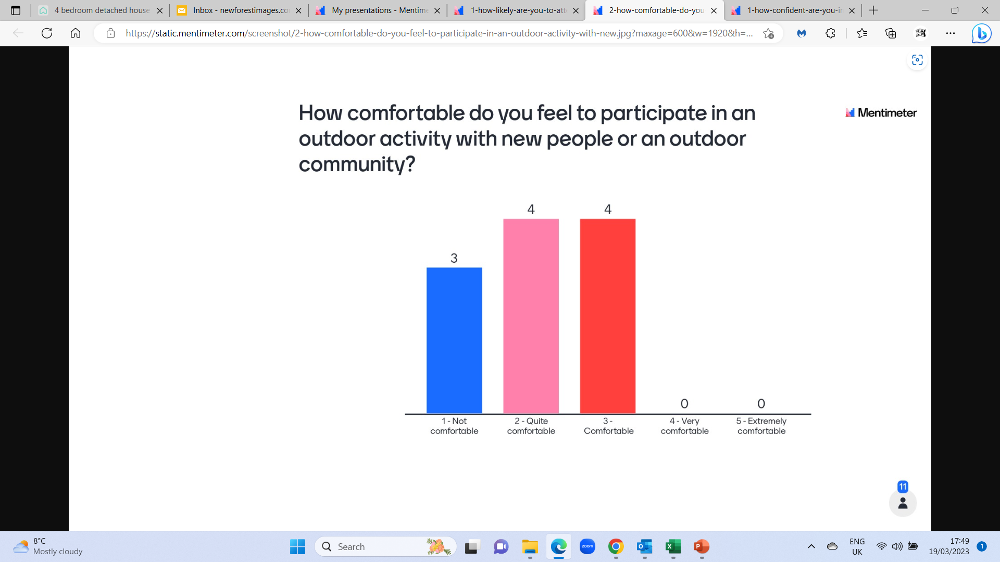 4 bedroom detached house
Inbox - newforestimages.co
My presentations - Mentime
1-how-likely-are-you-to-att
2-how-comfortable-do-you
1-how-confident-are-you-in
https://static.mentimeter.com/screenshot/2-how-comfortable-do-you-feel-to-participate-in-an-outdoor-activity-with-new.jpg?maxage=600&w=1920&h=...
How comfortable do you feel to participate in an
outdoor activity with new people or an outdoor
community?
Mentimeter
3
4
4
0
0
1 - Not
comfortable
2 - Quite
comfortable
3 -
Comfortable
4 - Very
comfortable
5 - Extremely
comfortable
11
8°C
Mostly cloudy
Search
zoom
ENG
UK
17:49
19/03/2023
1